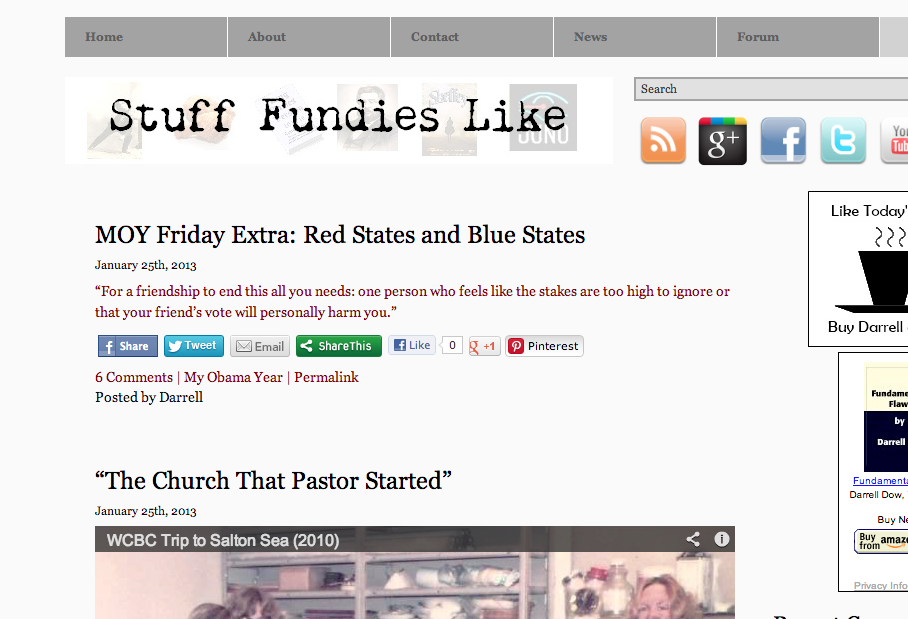 Home
About
Contact
News
Forum
Stuff Fundies Like
Search
g+
f
t
You
Tub
MOY Friday Extra: Red States and Blue States
January 25th, 2013
“For a friendship to end this all you needs: one person who feels like the stakes are too high to ignore or
that your friend’s vote will personally harm you.”
f Share
Tweet
Email
ShareThis
f Like
0
g +1
Pinterest
6 Comments | My Obama Year | Permalink
Posted by Darrell
“The Church That Pastor Started”
January 25th, 2013
WCBC Trip to Salton Sea (2010)
Like Today'
Buy Darrell
Fundame
Flaw
by
Darrell
Fundamenta
Darrell Dow,
Buy Ne
Buy
from amazo
Privacy Info